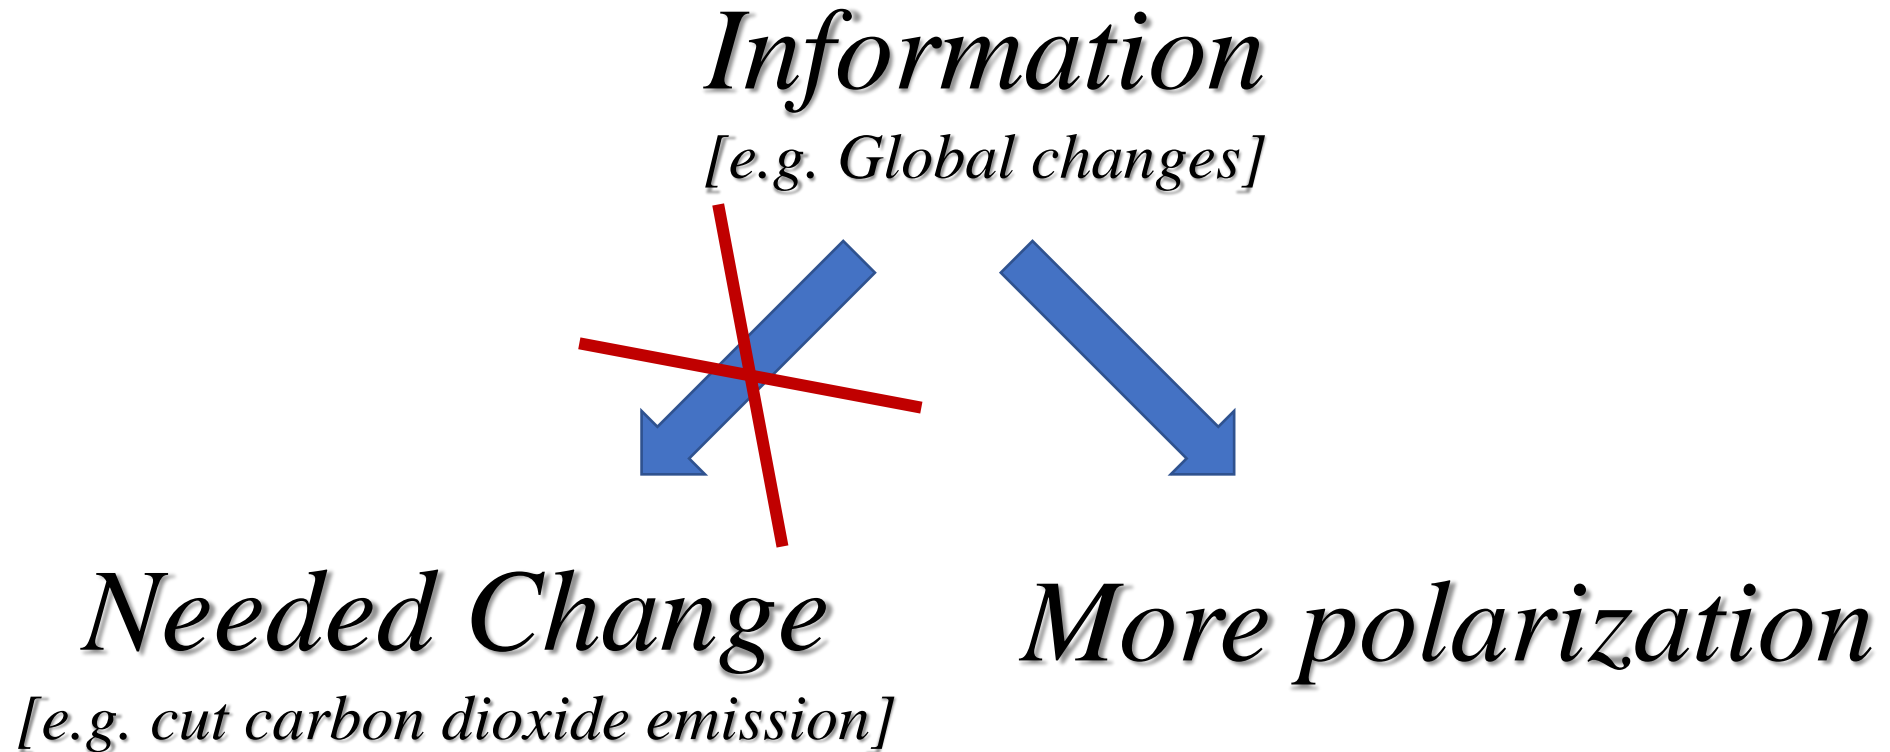 Information
[e.g. Global changes]
Needed Change
[e.g. cut carbon dioxide emission]
More polarization